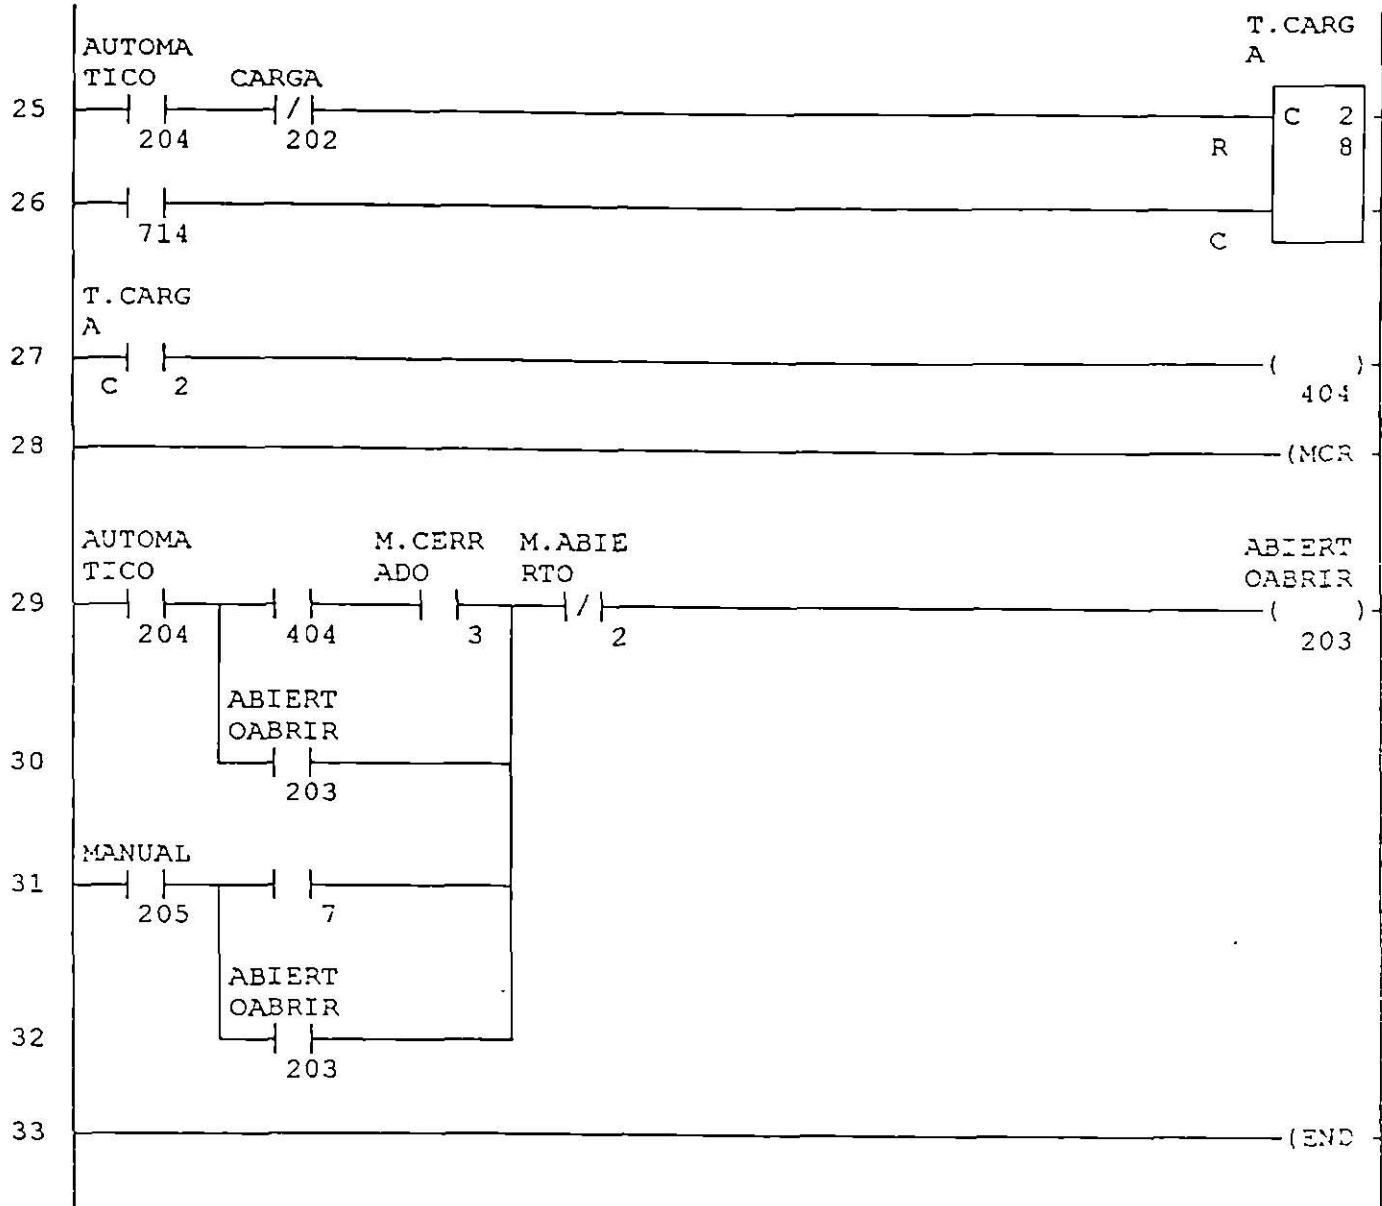 T.CARG
A
AUTOMA
TICO CARGA
25 C 2
204 202 R 8
26
714 C
T.CARG
A
27 ( )
C 2 404
28 (MCR
AUTOMA M.CERR M.ABIE ABIERT
TICO ADO RTO OABRIR
29 / ( )
204 404 3 2 203
ABIERT
OABRIR
30
203
MANUAL
31
205 7
ABIERT
OABRIR
32
203
33 (END